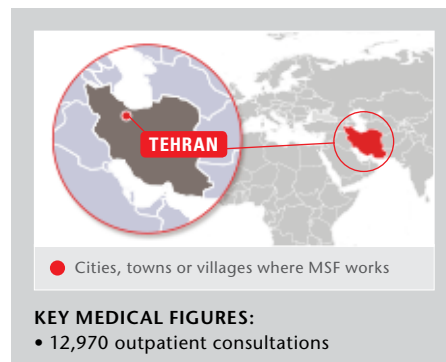 TEHRAN
Cities, towns or villages where MSF works
KEY MEDICAL FIGURES:
• 12,970 outpatient consultations